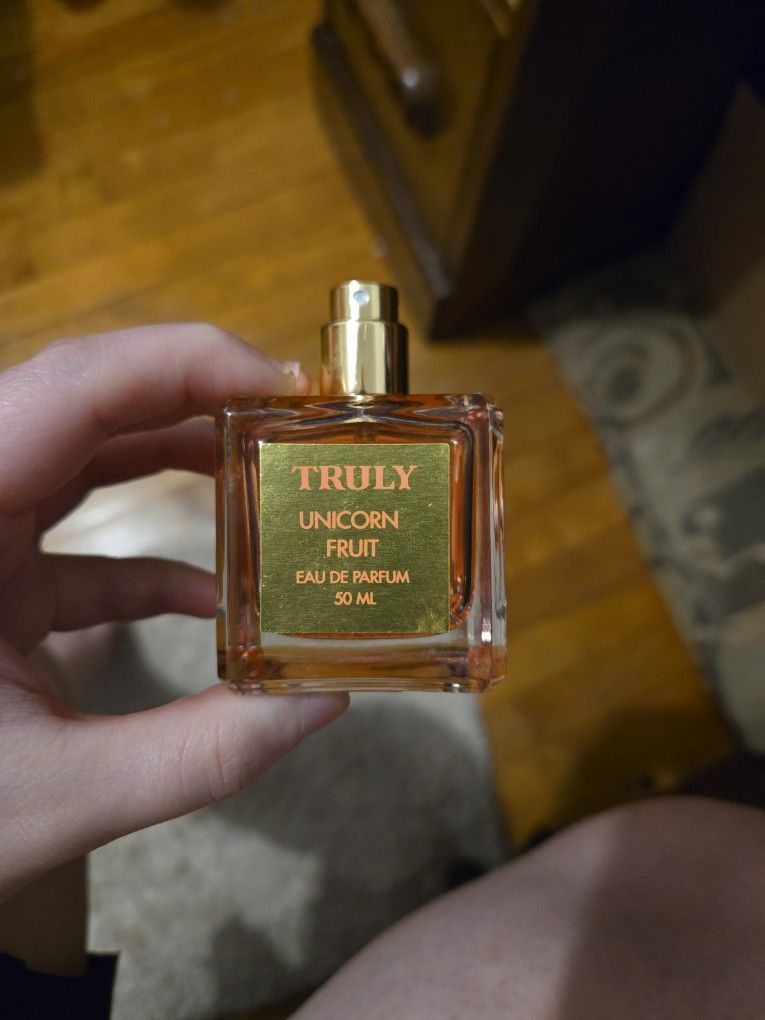 TRULY
UNICORN
FRUIT
EAU DE PARFUM
50 ML